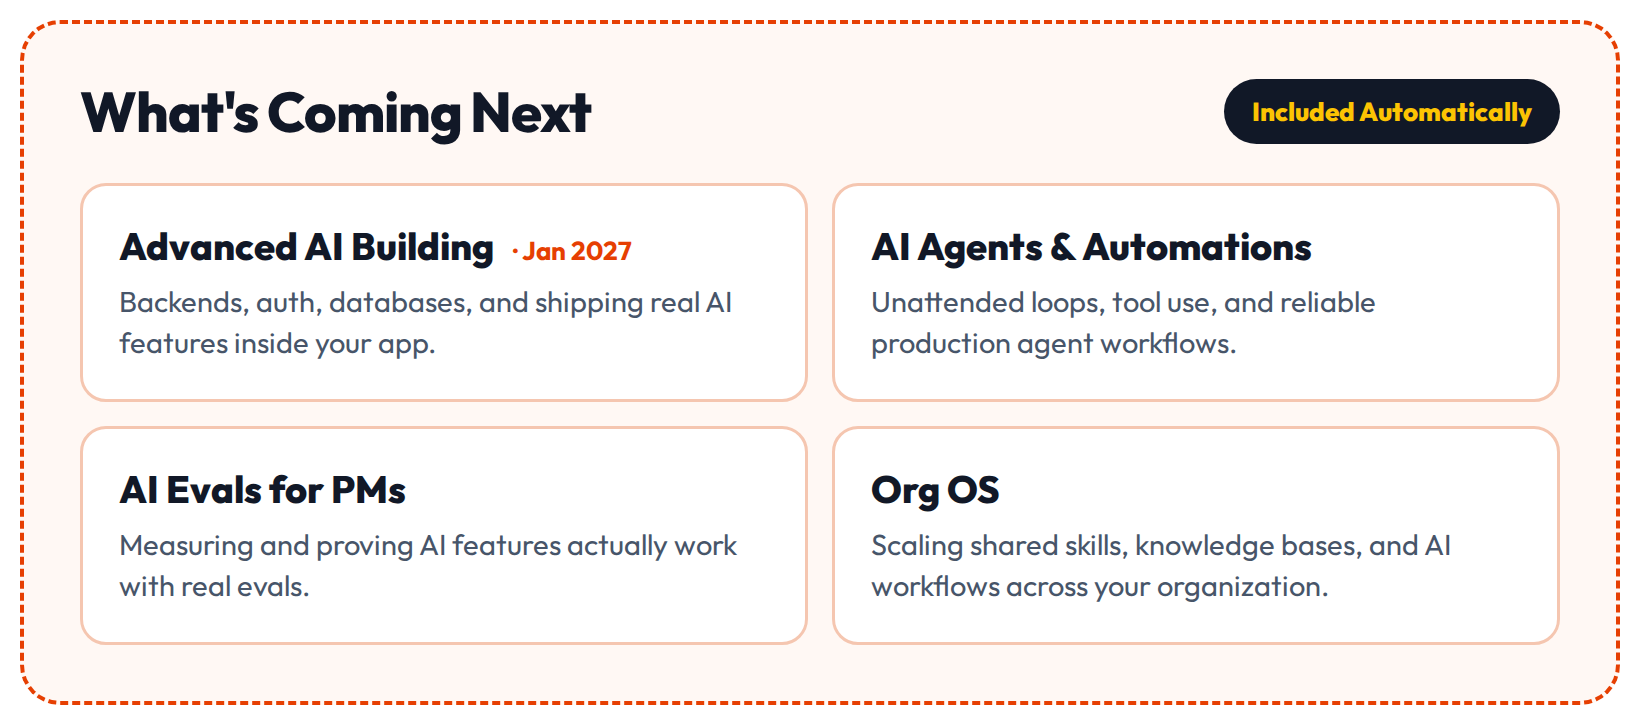 What's Coming Next
Included Automatically
Advanced AI Building · Jan 2027
Backends, auth, databases, and shipping real AI
features inside your app.
AI Agents & Automations
Unattended loops, tool use, and reliable
production agent workflows.
AI Evals for PMs
Measuring and proving AI features actually work
with real evals.
Org OS
Scaling shared skills, knowledge bases, and AI
workflows across your organization.